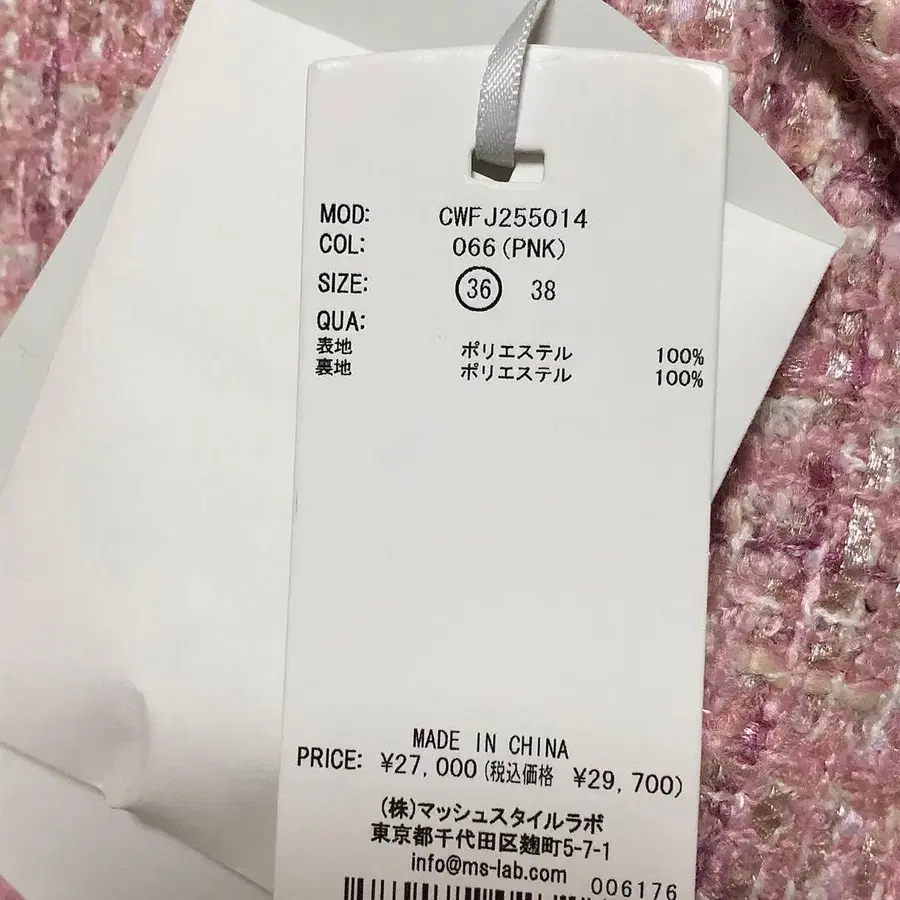 MOD: CWFJ255014
COL: 066(PNK)
SIZE: 36 38
QUA:
表地 ポリエステル 100%
裏地 ポリエステル 100%
MADE IN CHINA
PRICE: ¥27,000(税込価格 ¥29,700)
(株)マッシュスタイルラボ
東京都千代田区麹町5-7-1
info@ms-lab.com 006176